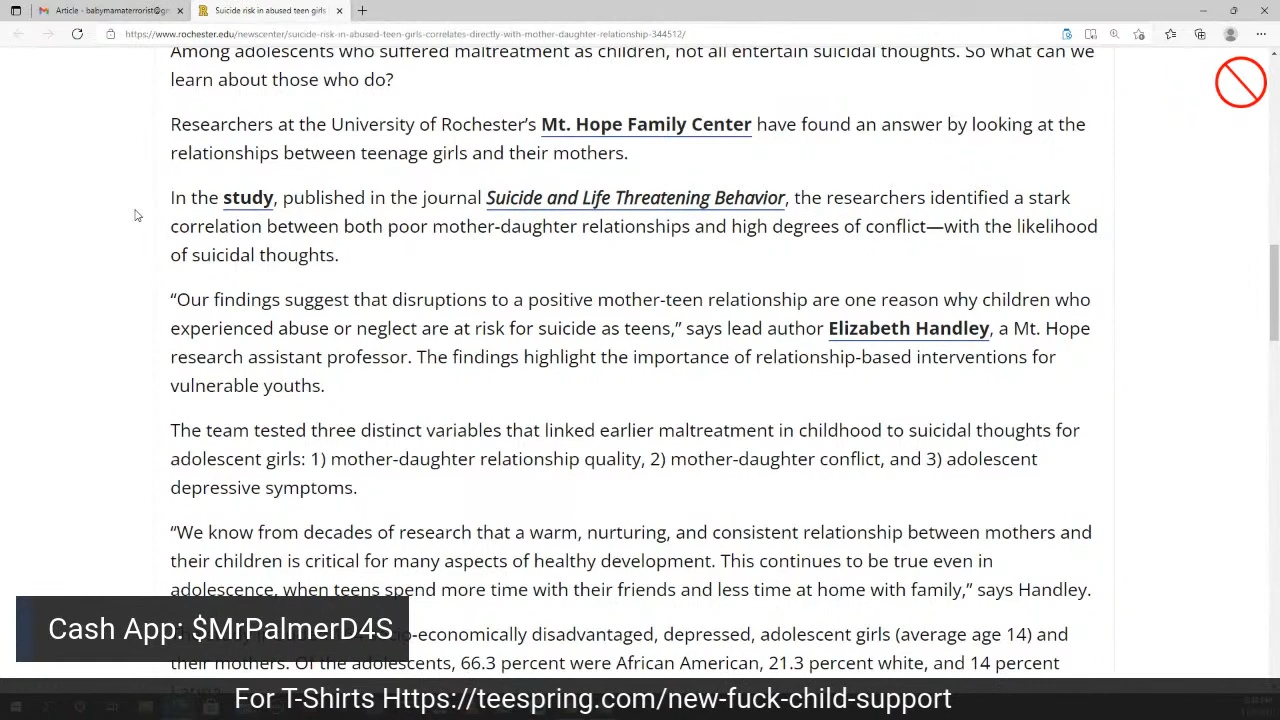 Article - babymamaterrorist@gr
Suicide risk in abused teen girls
https://www.rochester.edu/newscenter/suicide-risk-in-abused-teen-girls-correlates-directly-with-mother-daughter-relationship-344512/
Among adolescents who suffered maltreatment as children, not all entertain suicidal thoughts. So what can we
learn about those who do?
Researchers at the University of Rochester’s Mt. Hope Family Center have found an answer by looking at the
relationships between teenage girls and their mothers.
In the study, published in the journal Suicide and Life Threatening Behavior, the researchers identified a stark
correlation between both poor mother-daughter relationships and high degrees of conflict—with the likelihood
of suicidal thoughts.
“Our findings suggest that disruptions to a positive mother-teen relationship are one reason why children who
experienced abuse or neglect are at risk for suicide as teens,” says lead author Elizabeth Handley, a Mt. Hope
research assistant professor. The findings highlight the importance of relationship-based interventions for
vulnerable youths.
The team tested three distinct variables that linked earlier maltreatment in childhood to suicidal thoughts for
adolescent girls: 1) mother-daughter relationship quality, 2) mother-daughter conflict, and 3) adolescent
depressive symptoms.
“We know from decades of research that a warm, nurturing, and consistent relationship between mothers and
their children is critical for many aspects of healthy development. This continues to be true even in
adolescence, when teens spend more time with their friends and less time at home with family,” says Handley.
-economically disadvantaged, depressed, adolescent girls (average age 14) and
their mothers. Of the adolescents, 66.3 percent were African American, 21.3 percent white, and 14 percent
Cash App: $MrPalmerD4S
For T-Shirts Https://teespring.com/new-fuck-child-support